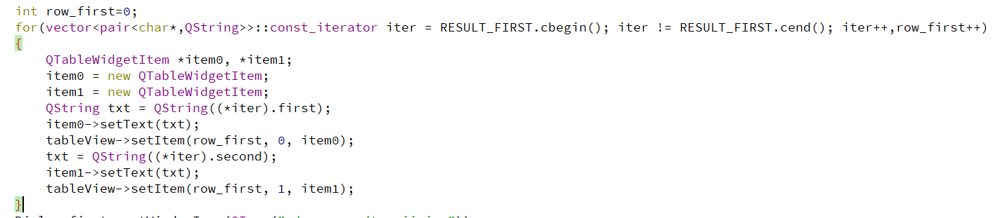 int row_first=0;
for(vector<pair<char*,QString>>::const_iterator iter = RESULT_FIRST.cbegin(); iter != RESULT_FIRST.cend(); iter++,row_first++)
{
    QTableWidgetItem *item0, *item1;
    item0 = new QTableWidgetItem;
    item1 = new QTableWidgetItem;
    QString txt = QString((*iter).first);
    item0->setText(txt);
    tableView->setItem(row_first, 0, item0);
    txt = QString((*iter).second);
    item1->setText(txt);
    tableView->setItem(row_first, 1, item1);
}